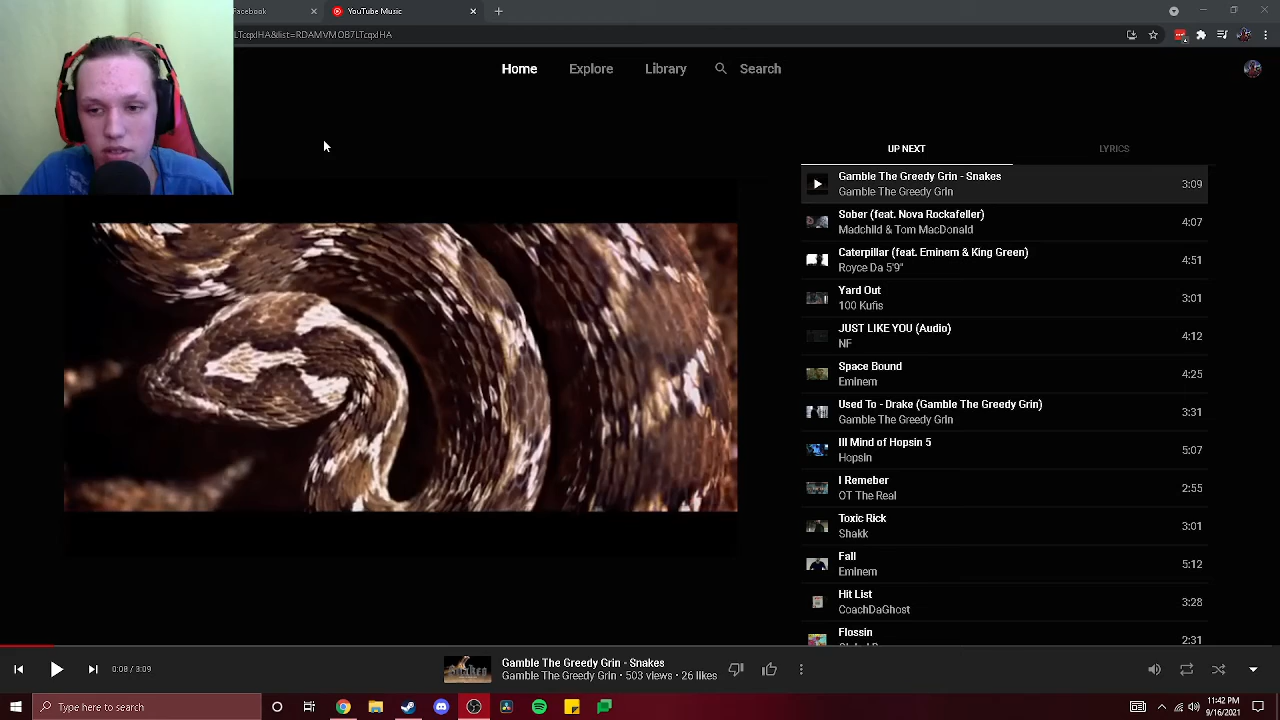 Facebook
YouTube Music
LTcqxIHA&list=RDAMVMOB7LTcqxIHA
Home
Explore
Library
Search
UP NEXT
LYRICS
Gamble The Greedy Grin - Snakes
Gamble The Greedy Grin
3:09
Sober (feat. Nova Rockafeller)
Madchild & Tom MacDonald
4:07
Caterpillar (feat. Eminem & King Green)
Royce Da 5'9"
4:51
Yard Out
100 Kufis
3:01
JUST LIKE YOU (Audio)
NF
4:12
Space Bound
Eminem
4:25
Used To - Drake (Gamble The Greedy Grin)
Gamble The Greedy Grin
3:31
Ill Mind of Hopsin 5
Hopsin
5:07
I Remeber
OT The Real
2:55
Toxic Rick
Shakk
3:01
Fall
Eminem
5:12
Hit List
CoachDaGhost
3:28
Flossin
2:31
0:08 / 3:09
Gamble The Greedy Grin - Snakes
Gamble The Greedy Grin • 503 views • 26 likes
Type here to search
11:42 PM
9/16/2021